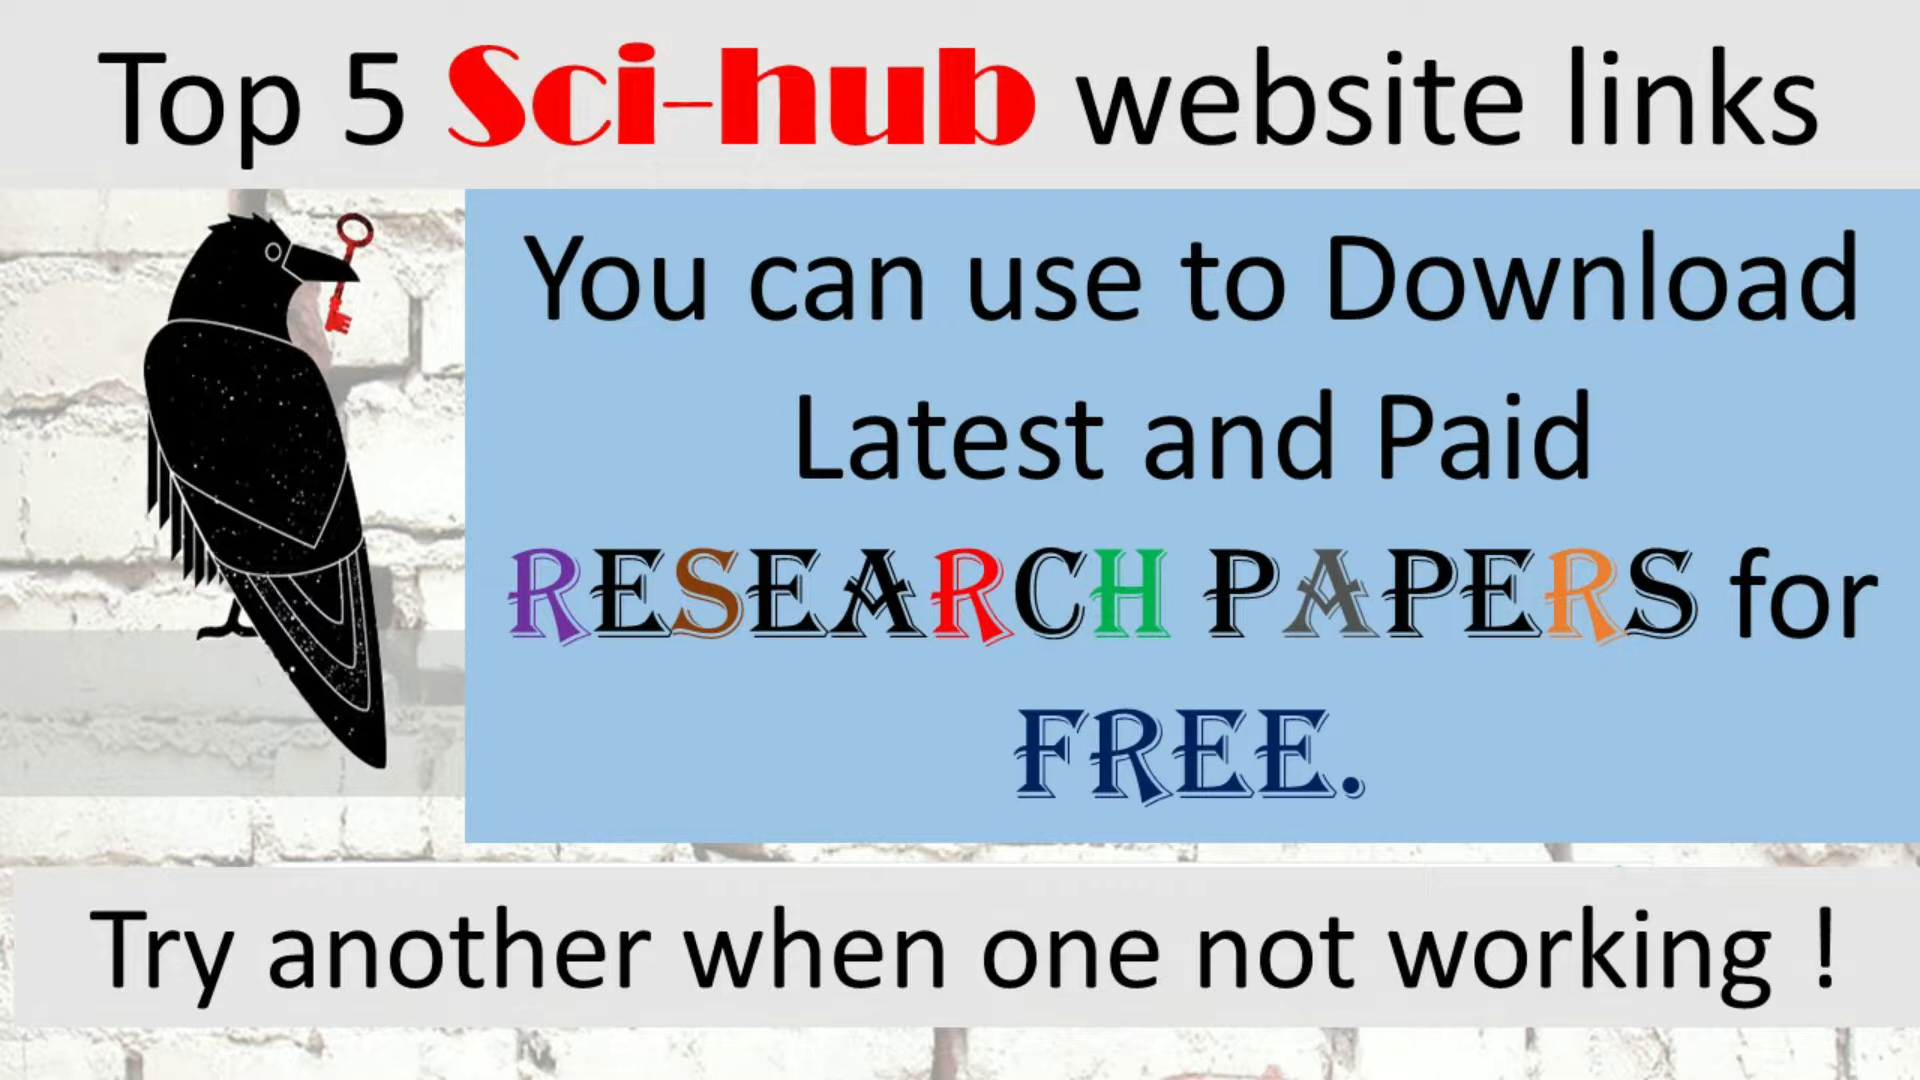 Top 5 Sci-hub website links
You can use to Download
Latest and Paid
RESEARCH PAPERS for
FREE.
Try another when one not working !